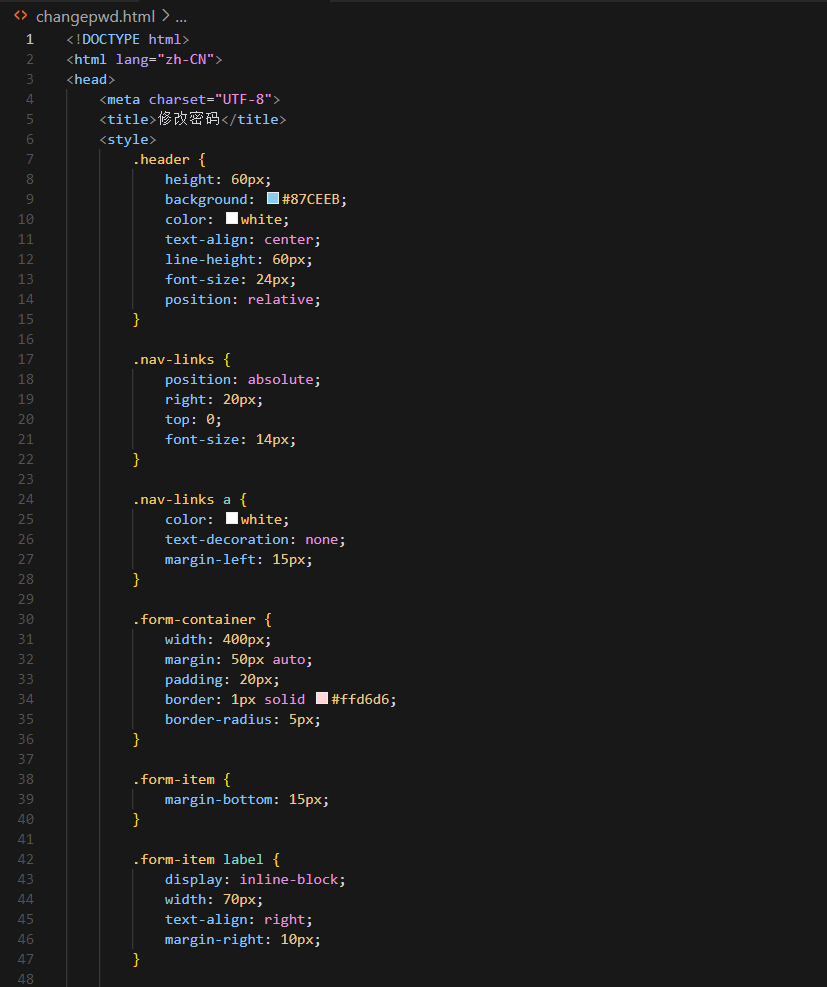 changepwd.html > ...
1 <!DOCTYPE html>
2 <html lang="zh-CN">
3 <head>
4 <meta charset="UTF-8">
5 <title>修改密码</title>
6 <style>
7 .header {
8 height: 60px;
9 background: #87CEEB;
10 color: white;
11 text-align: center;
12 line-height: 60px;
13 font-size: 24px;
14 position: relative;
15 }
16
17 .nav-links {
18 position: absolute;
19 right: 20px;
20 top: 0;
21 font-size: 14px;
22 }
23
24 .nav-links a {
25 color: white;
26 text-decoration: none;
27 margin-left: 15px;
28 }
29
30 .form-container {
31 width: 400px;
32 margin: 50px auto;
33 padding: 20px;
34 border: 1px solid #ffd6d6;
35 border-radius: 5px;
36 }
37
38 .form-item {
39 margin-bottom: 15px;
40 }
41
42 .form-item label {
43 display: inline-block;
44 width: 70px;
45 text-align: right;
46 margin-right: 10px;
47 }
48